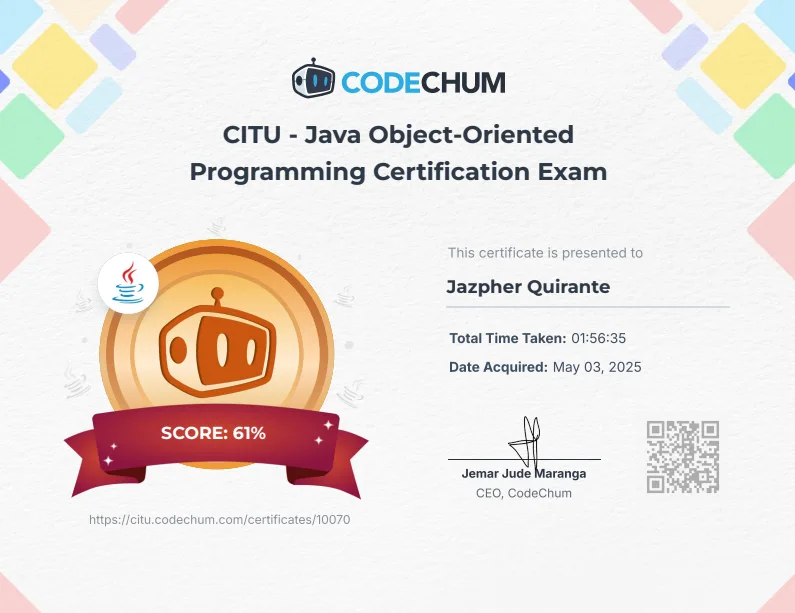 CODECHUM
CITU - Java Object-Oriented
Programming Certification Exam
This certificate is presented to
Jazpher Quirante
Total Time Taken: 01:56:35
Date Acquired: May 03, 2025
SCORE: 61%
Jemar Jude Maranga
CEO, CodeChum
https://citu.codechum.com/certificates/10070